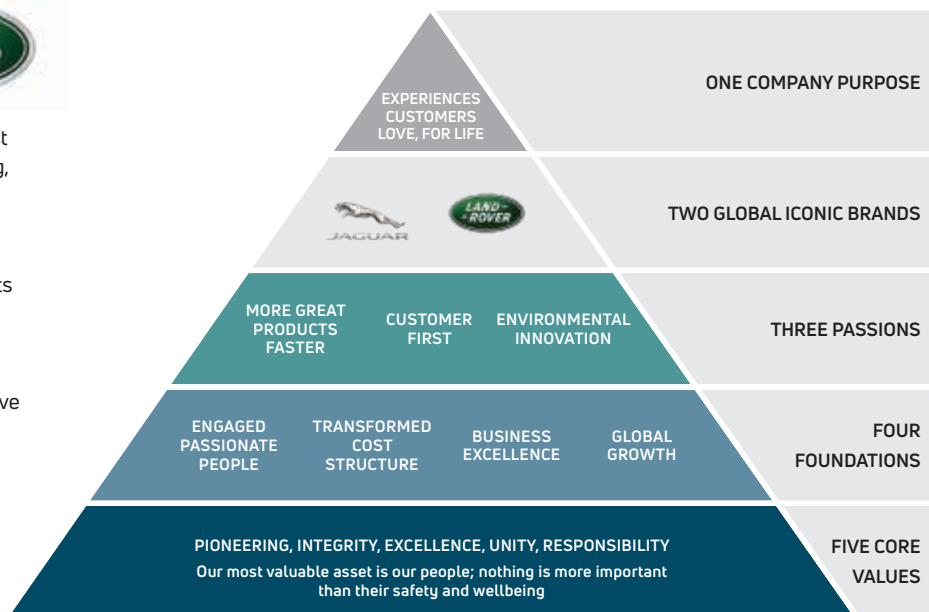 EXPERIENCES
CUSTOMERS
LOVE, FOR LIFE
ONE COMPANY PURPOSE
JAGUAR
LAND-
-ROVER
TWO GLOBAL ICONIC BRANDS
MORE GREAT
PRODUCTS
FASTER
CUSTOMER
FIRST
ENVIRONMENTAL
INNOVATION
THREE PASSIONS
ENGAGED
PASSIONATE
PEOPLE
TRANSFORMED
COST
STRUCTURE
BUSINESS
EXCELLENCE
GLOBAL
GROWTH
FOUR
FOUNDATIONS
PIONEERING, INTEGRITY, EXCELLENCE, UNITY, RESPONSIBILITY
Our most valuable asset is our people; nothing is more important
than their safety and wellbeing
FIVE CORE
VALUES